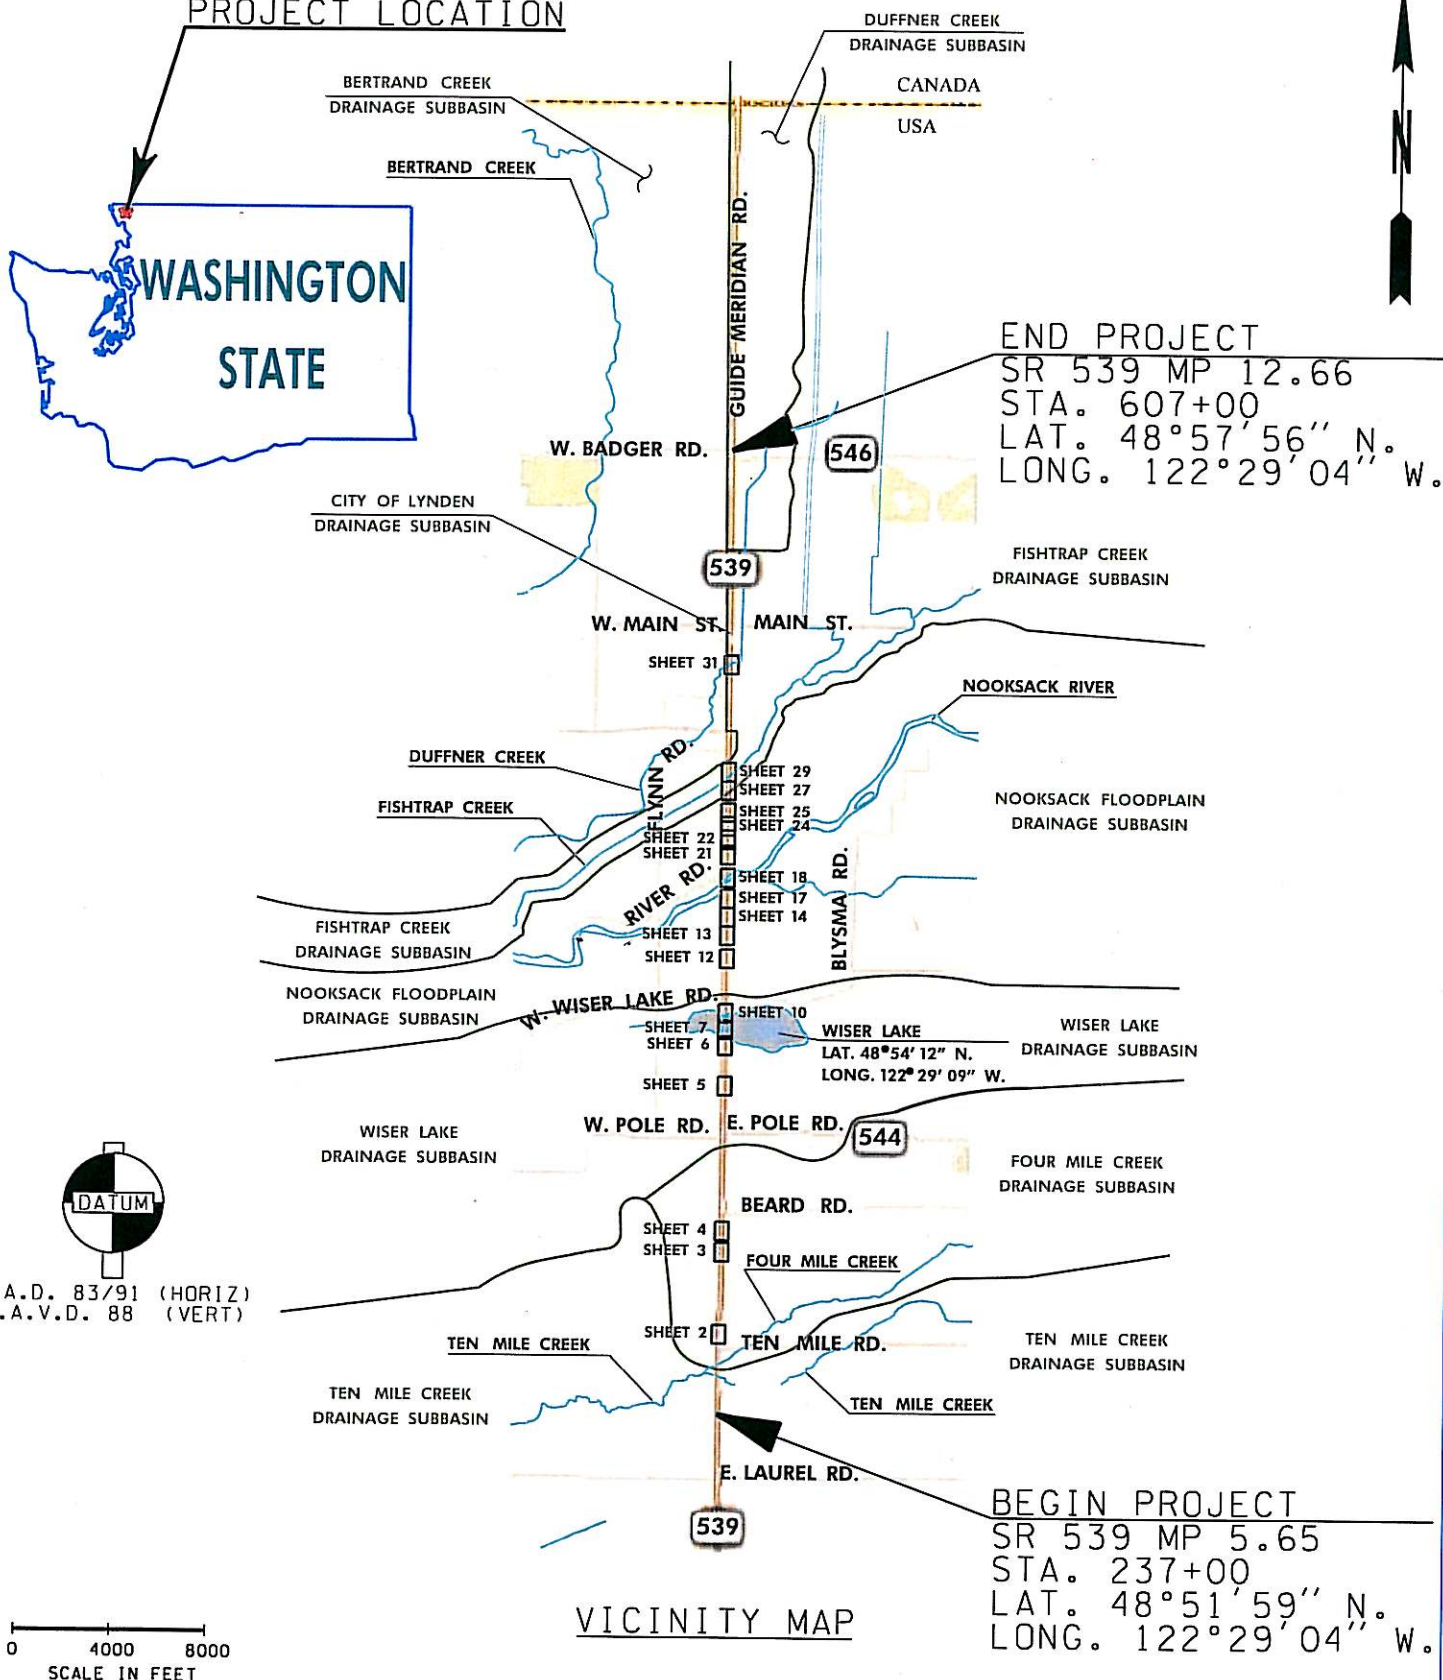 PROJECT LOCATION
DUFFNER CREEK
DRAINAGE SUBBASIN
BERTRAND CREEK
DRAINAGE SUBBASIN
CANADA
USA
N
BERTRAND CREEK
GUIDE MERIDIAN RD.
WASHINGTON
STATE
END PROJECT
SR 539 MP 12.66
STA. 607+00
LAT. 48°57'56" N.
LONG. 122°29'04" W.
W. BADGER RD.
546
CITY OF LYNDEN
DRAINAGE SUBBASIN
539
FISHTRAP CREEK
DRAINAGE SUBBASIN
W. MAIN ST.
MAIN ST.
SHEET 31
NOOKSACK RIVER
DUFFNER CREEK
FLYNN RD.
SHEET 29
SHEET 27
FISHTRAP CREEK
SHEET 25
SHEET 24
NOOKSACK FLOODPLAIN
DRAINAGE SUBBASIN
SHEET 22
SHEET 21
RIVER RD.
SHEET 18
SHEET 17
SHEET 14
BLYSMA RD.
FISHTRAP CREEK
DRAINAGE SUBBASIN
SHEET 13
SHEET 12
NOOKSACK FLOODPLAIN
DRAINAGE SUBBASIN
W. WISER LAKE RD.
SHEET 10
SHEET 7
SHEET 6
WISER LAKE
LAT. 48°54'12" N.
LONG. 122°29'09" W.
WISER LAKE
DRAINAGE SUBBASIN
SHEET 5
W. POLE RD.
E. POLE RD.
544
WISER LAKE
DRAINAGE SUBBASIN
FOUR MILE CREEK
DRAINAGE SUBBASIN
DATUM
A.D. 83/91 (HORIZ)
.A.V.D. 88 (VERT)
BEARD RD.
SHEET 4
SHEET 3
FOUR MILE CREEK
SHEET 2
TEN MILE RD.
TEN MILE CREEK
TEN MILE CREEK
DRAINAGE SUBBASIN
TEN MILE CREEK
DRAINAGE SUBBASIN
TEN MILE CREEK
E. LAUREL RD.
539
BEGIN PROJECT
SR 539 MP 5.65
STA. 237+00
LAT. 48°51'59" N.
LONG. 122°29'04" W.
VICINITY MAP
0 4000 8000
SCALE IN FEET